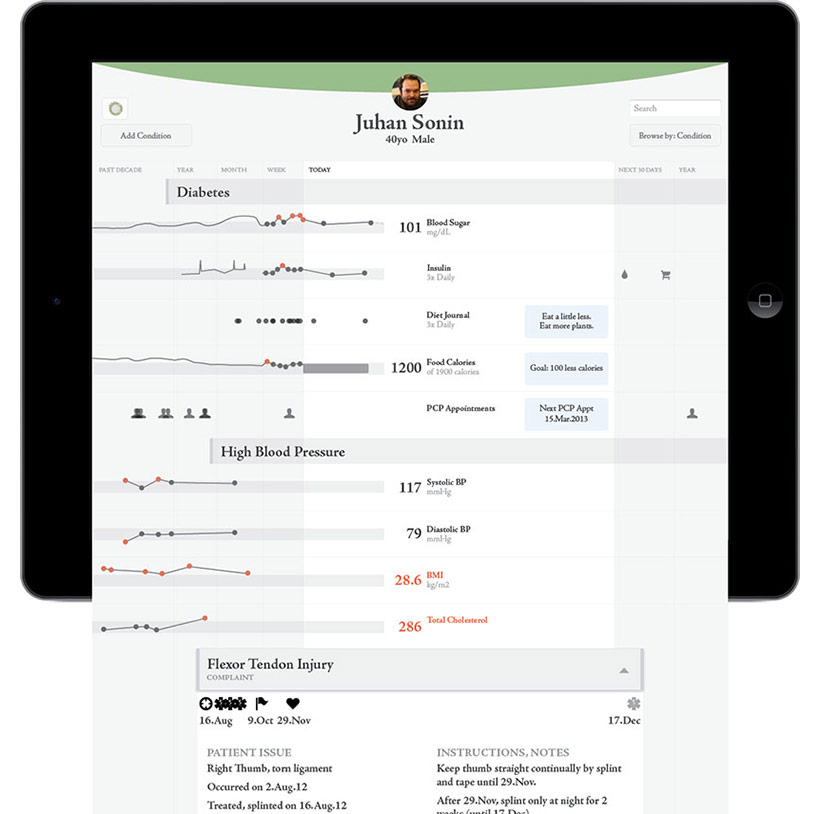 Juhan Sonin
40yo Male
Add Condition
Search
Browse by: Condition
PAST DECADE YEAR MONTH WEEK TODAY NEXT 30 DAYS YEAR
Diabetes
101 Blood Sugar
mg/dL
Insulin
3x Daily
Diet Journal
3x Daily
Eat a little less.
Eat more plants.
1200 Food Calories
of 1900 calories
Goal: 100 less calories
PCP Appointments
Next PCP Appt
15.Mar.2013
High Blood Pressure
117 Systolic BP
mmHg
79 Diastolic BP
mmHg
28.6 BMI
kg/m2
286 Total Cholesterol
Flexor Tendon Injury
COMPLAINT
16.Aug 9.Oct 29.Nov 17.Dec
PATIENT ISSUE
Right Thumb, torn ligament
Occurred on 2.Aug.12
Treated, splinted on 16.Aug.12
INSTRUCTIONS, NOTES
Keep thumb straight continually by splint
and tape until 29.Nov.
After 29.Nov, splint only at night for 2
weeks (until 17.Dec)